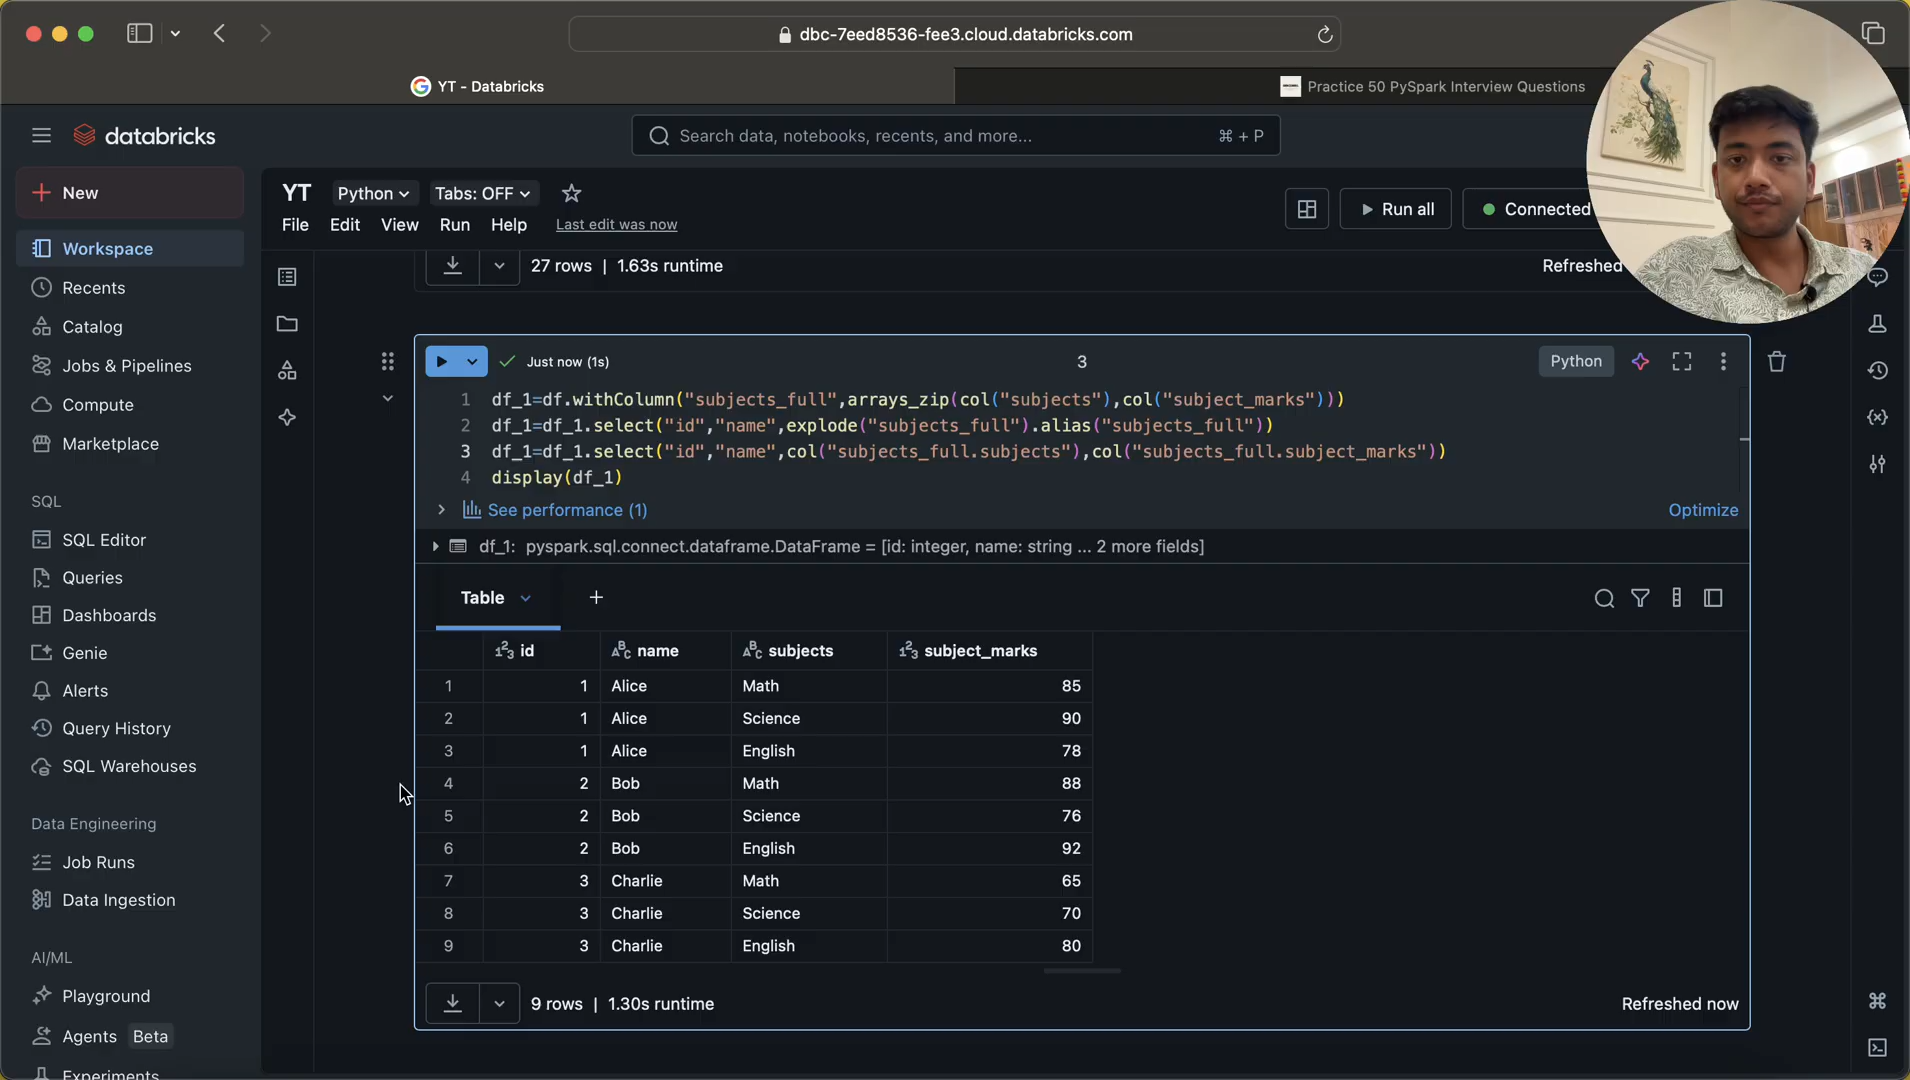 dbc-7eed8536-fee3.cloud.databricks.com
YT - Databricks
Practice 50 PySpark Interview Questions
databricks
Search data, notebooks, recents, and more...
⌘ + P
New
Workspace
Recents
Catalog
Jobs & Pipelines
Compute
Marketplace
SQL
SQL Editor
Queries
Dashboards
Genie
Alerts
Query History
SQL Warehouses
Data Engineering
Job Runs
Data Ingestion
AI/ML
Playground
Agents Beta
Experiments
YT
Python
Tabs: OFF
File Edit View Run Help Last edit was now
Run all
Connected
27 rows | 1.63s runtime
Refreshed
Just now (1s)
3
Python
1 df_1=df.withColumn("subjects_full",arrays_zip(col("subjects"),col("subject_marks")))
2 df_1=df_1.select("id","name",explode("subjects_full").alias("subjects_full"))
3 df_1=df_1.select("id","name",col("subjects_full.subjects"),col("subjects_full.subject_marks"))
4 display(df_1)
See performance (1)
Optimize
df_1: pyspark.sql.connect.dataframe.DataFrame = [id: integer, name: string ... 2 more fields]
Table
id name subjects subject_marks
1 1 Alice Math 85
2 1 Alice Science 90
3 1 Alice English 78
4 2 Bob Math 88
5 2 Bob Science 76
6 2 Bob English 92
7 3 Charlie Math 65
8 3 Charlie Science 70
9 3 Charlie English 80
9 rows | 1.30s runtime
Refreshed now